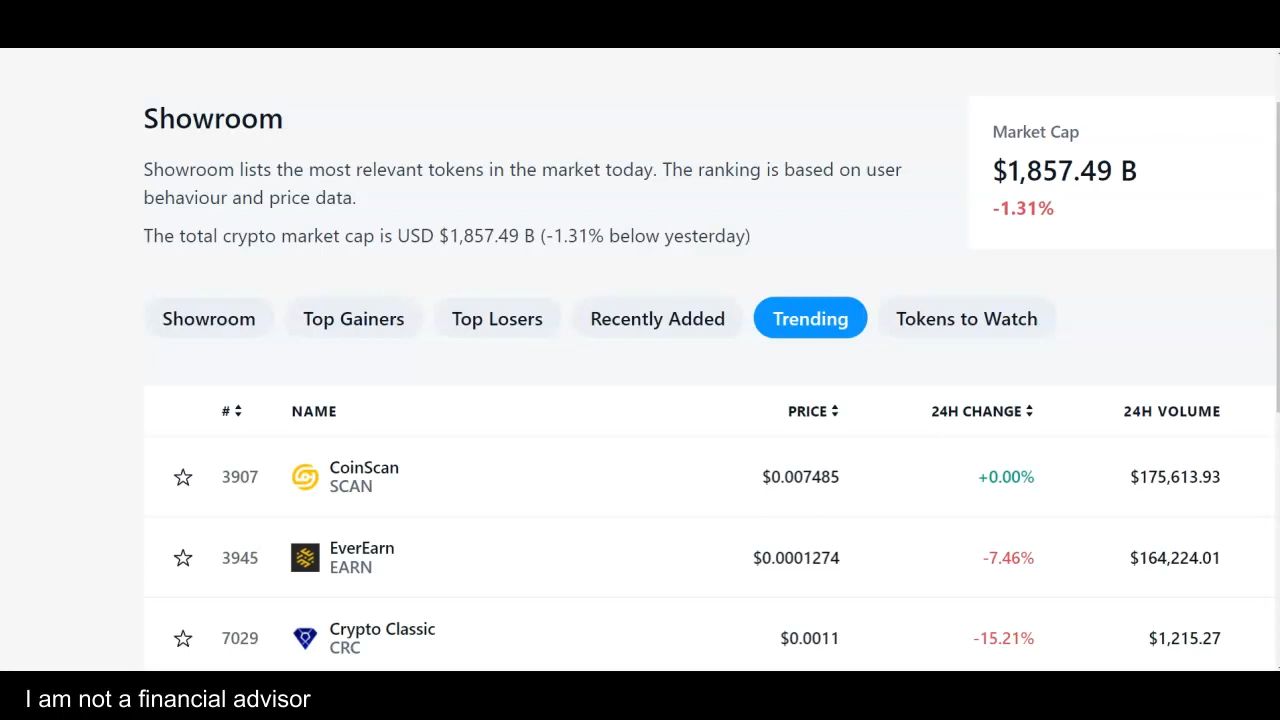 Showroom
Showroom lists the most relevant tokens in the market today. The ranking is based on user
behaviour and price data.
The total crypto market cap is USD $1,857.49 B (-1.31% below yesterday)
Market Cap
$1,857.49 B
-1.31%
Showroom Top Gainers Top Losers Recently Added Trending Tokens to Watch
# NAME PRICE 24H CHANGE 24H VOLUME
3907 CoinScan $0.007485 +0.00% $175,613.93
SCAN
3945 EverEarn $0.0001274 -7.46% $164,224.01
EARN
7029 Crypto Classic $0.0011 -15.21% $1,215.27
CRC
I am not a financial advisor